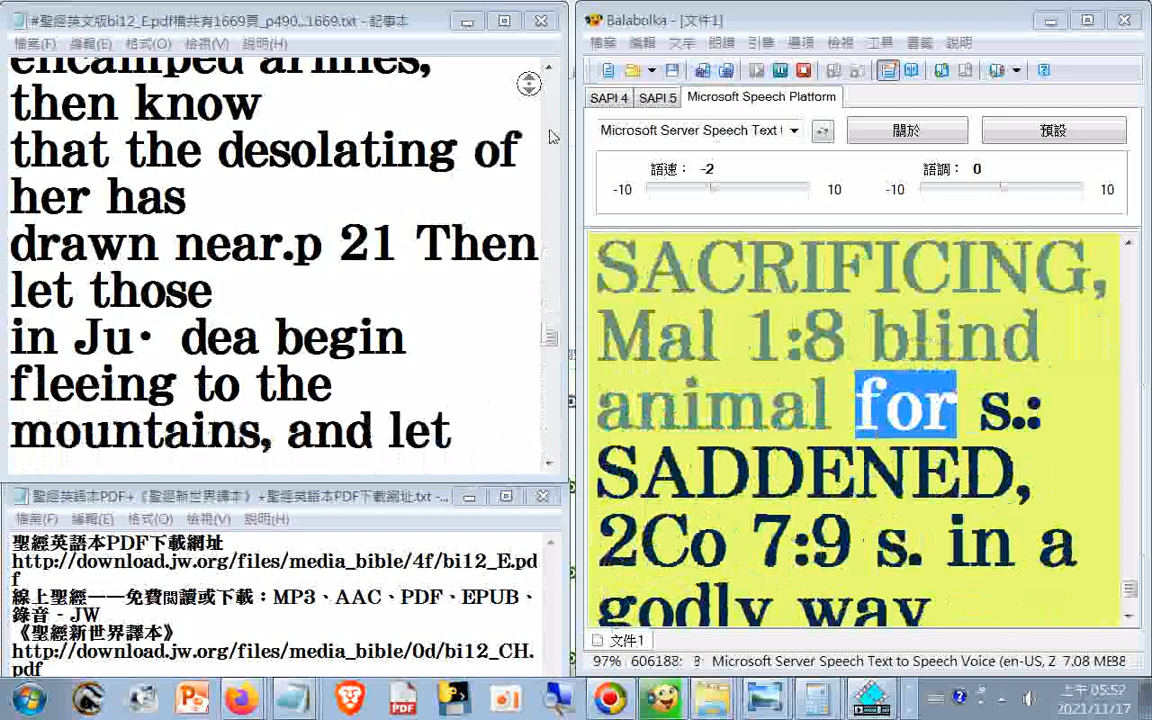 #聖經英文版bi12_E.pdf檔共有1669頁_p490...1669.txt - 記事本
檔案(F) 編輯(E) 格式(O) 檢視(V) 說明(H)
encamped armies,
then know
that the desolating of
her has
drawn near.p 21 Then
let those
in Ju· dea begin
fleeing to the
mountains, and let
聖經英語本PDF+《聖經新世界譯本》+聖經英語本PDF下載網址.txt -...
檔案(F) 編輯(E) 格式(O) 檢視(V) 說明(H)
聖經英語本PDF下載網址
http://download.jw.org/files/media_bible/4f/bi12_E.pd
f
線上聖經——免費閱讀或下載：MP3、AAC、PDF、EPUB、
錄音 - JW
《聖經新世界譯本》
http://download.jw.org/files/media_bible/0d/bi12_CH.
pdf
Balabolka - [文件1]
檔案 編輯 文字 朗讀 引擎 選項 檢視 工具 書籤 說明
SAPI 4 SAPI 5 Microsoft Speech Platform
Microsoft Server Speech Text 關於 預設
語速： -2 語調： 0
-10 10 -10 10
SACRIFICING,
Mal 1:8 blind
animal for s.:
SADDENED,
2Co 7:9 s. in a
godly way
文件1
97% Microsoft Server Speech Text to Speech Voice (en-US, Z 7.08 MB
上午 05:52
2021/11/17